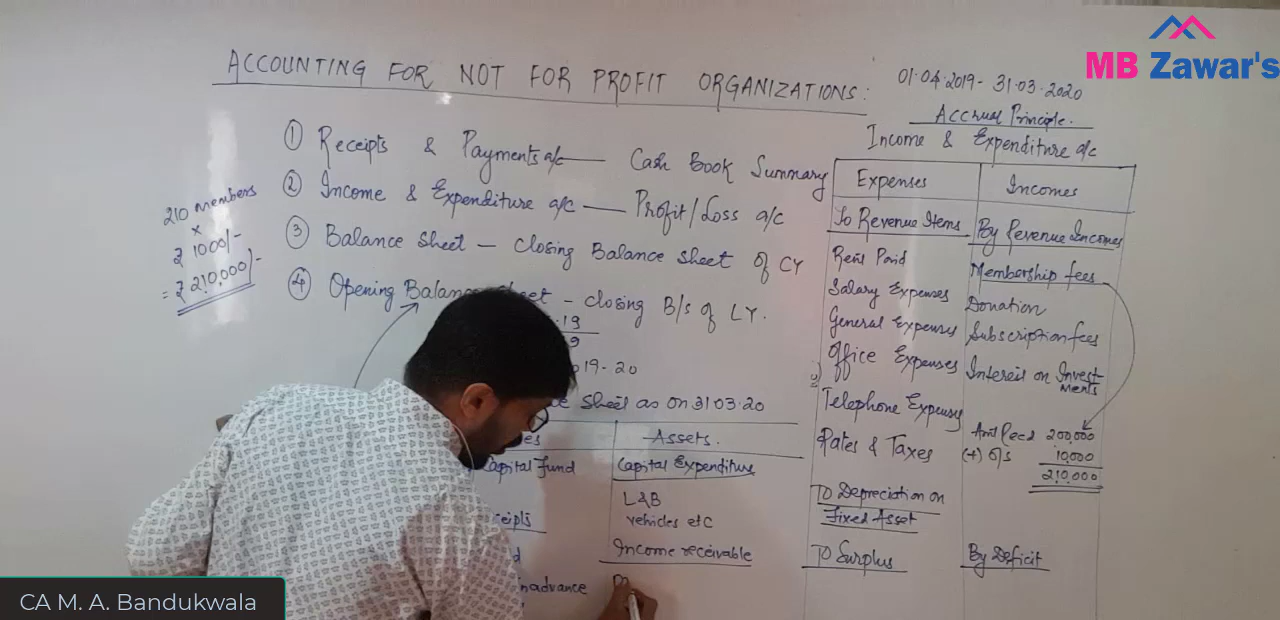 MB Zawar's
ACCOUNTING FOR NOT FOR PROFIT ORGANIZATIONS:
01.04.2019 - 31.03.2020
Accrual Principle.
① Receipts & Payments a/c — Cash Book Summary
② Income & Expenditure a/c — Profit/Loss a/c
③ Balance Sheet — Closing Balance Sheet of CY
④ Opening Balance Sheet - closing B/s of LY.
210 members
x
₹ 1000/-
= ₹ 210,000/-
19
9
19-20
Sheet as on 31.03.20
Assets.
Capital Fund
Capital Expenditure
L&B
vehicles etc
Income receivable
inadvance
Income & Expenditure a/c
Expenses
Incomes
To Revenue Items
By Revenue Incomes
Rent Paid
Membership fees
Salary Expenses
Donation
General Expenses
Subscription fees
Office Expenses
Interest on Invest-
ments
Telephone Expenses
Rates & Taxes
Amt Recd 200,000
(+) O/s 10,000
210,000
To Depreciation on
Fixed Asset
To Surplus
By Deficit
CA M. A. Bandukwala